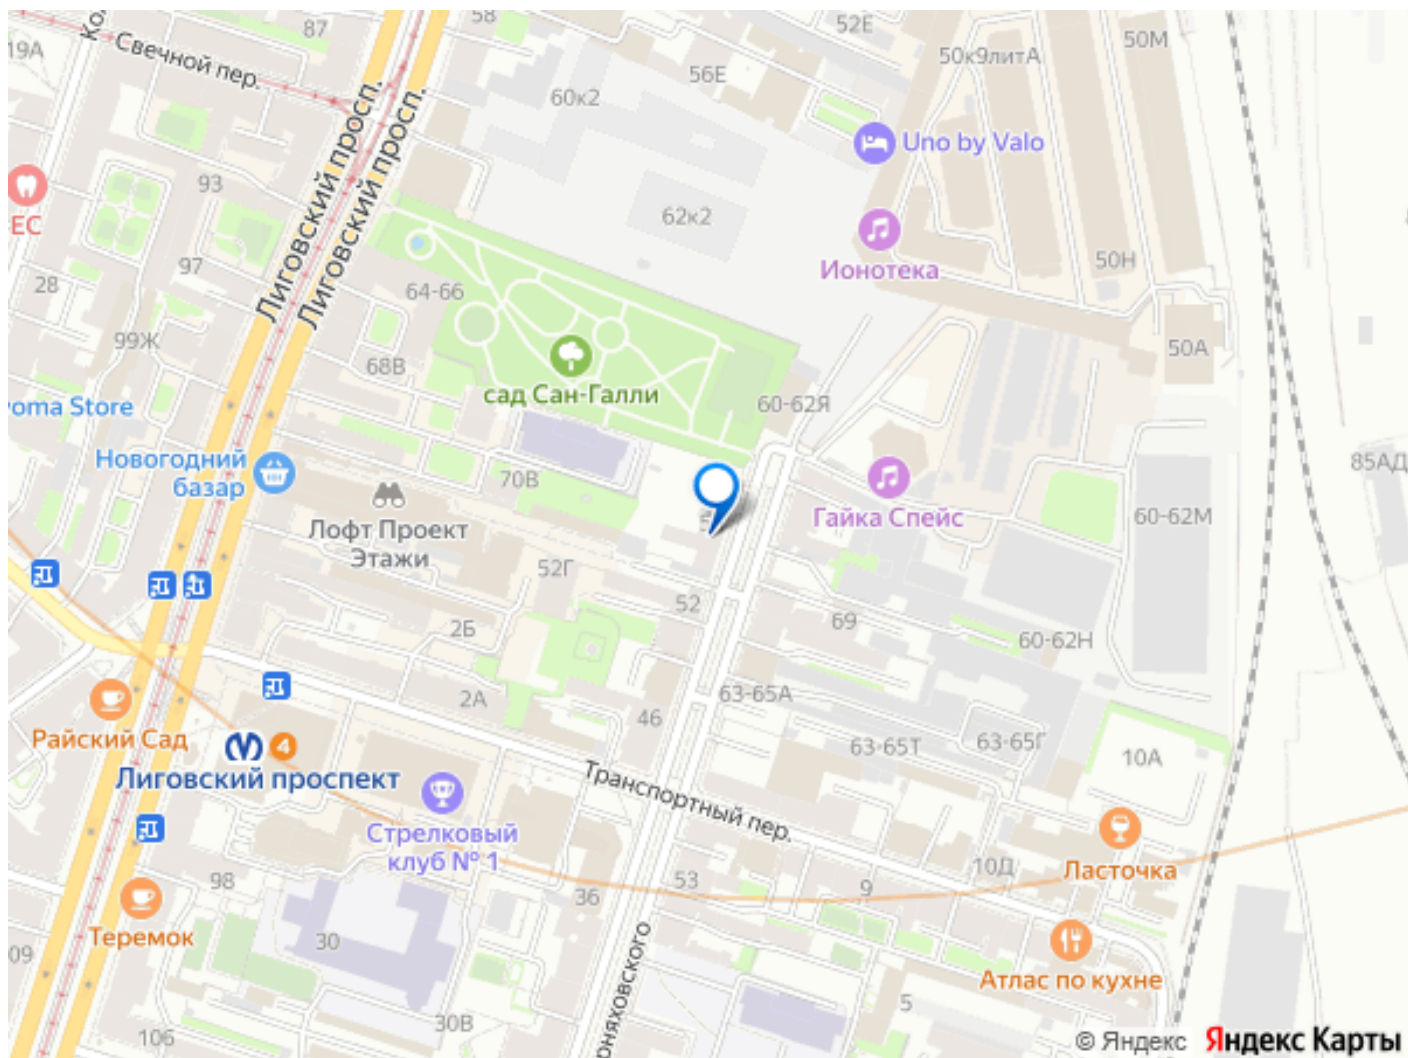 87
58
52Е
50М
19А
Свечной пер.
50к9литА
56Е
60к2
Uno by Valo
Лиговский просп.
Лиговский просп.
93
ЕС
62к2
Ионотека
97
50Н
28
64-66
99Ж
68В
50А
сад Сан-Галли
60-62Я
oma Store
Новогодний
базар
70В
85АД
Гайка Спейс
60-62М
Лофт Проект
Этажи
52Г
52
2Б
69
60-62Н
2А
63-65А
46
Райский Сад
63-65Т
63-65Г
10А
4
Лиговский проспект
Транспортный пер.
Стрелковый
клуб № 1
Ласточка
98
53
9
10Д
36
Теремок
30
09
Атлас по кухне
рняховского
5
30В
106
© Яндекс Яндекс Карты